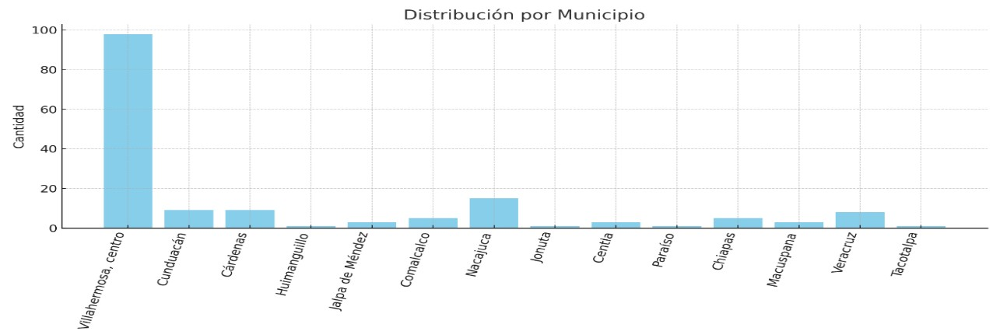 Distribución por Municipio
Cantidad
100
80
60
40
20
0
Villahermosa, centro
Cunduacán
Cárdenas
Huimanguillo
Jalpa de Méndez
Comalcalco
Nacajuca
Jonuta
Centla
Paraíso
Chiapas
Macuspana
Veracruz
Tacotalpa